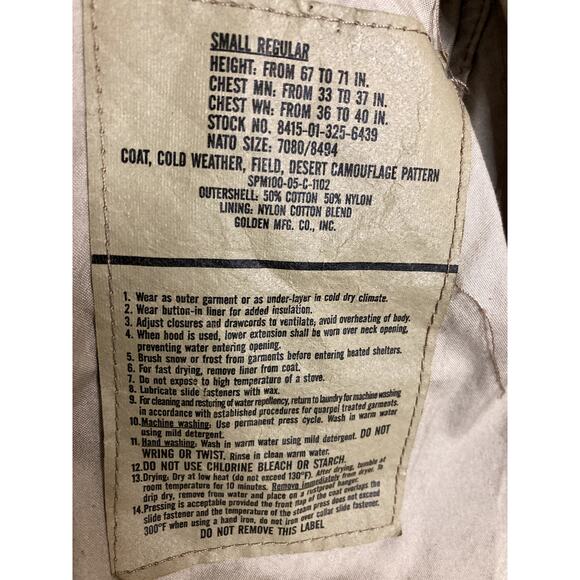 SMALL REGULAR
HEIGHT: FROM 67 TO 71 IN.
CHEST MN: FROM 33 TO 37 IN.
CHEST WN: FROM 36 TO 40 IN.
STOCK NO. 8415-01-325-6439
NATO SIZE: 7080/8494
COAT, COLD WEATHER, FIELD, DESERT CAMOUFLAGE PATTERN
SPM100-05-C-1102
OUTERSHELL: 50% COTTON 50% NYLON
LINING: NYLON COTTON BLEND
GOLDEN MFG. CO., INC.
1. Wear as outer garment or as under-layer in cold dry climate.
2. Wear button-in liner for added insulation.
3. Adjust closures and drawcords to ventilate, avoid overheating of body.
4. When hood is used, lower extension shall be worn over neck opening,
preventing water entering opening.
5. Brush snow or frost from garments before entering heated shelters.
6. For fast drying, remove liner from coat.
7. Do not expose to high temperature of a stove.
8. Lubricate slide fasteners with wax.
9. For cleaning and restoring of water repellency, return to laundry for machine washing
in accordance with established procedures for quarpel treated garments.
10. Machine washing: Use permanent press cycle. Wash in warm water
using mild detergent.
11. Hand washing: Wash in warm water using mild detergent. DO NOT
WRING OR TWIST. Rinse in clean warm water.
12. DO NOT USE CHLORINE BLEACH OR STARCH.
13. Drying: Dry at low heat (do not exceed 130°F). After drying, tumble at
room temperature for 10 minutes. Remove immediately from dryer. To
drip dry, remove from water and place on a rustproof hanger.
14. Pressing is acceptable provided the front flap of the coat overlaps the
slide fastener and the temperature of the steam press does not exceed
300°F when using a hand iron, do not iron over collar slide fastener.
DO NOT REMOVE THIS LABEL